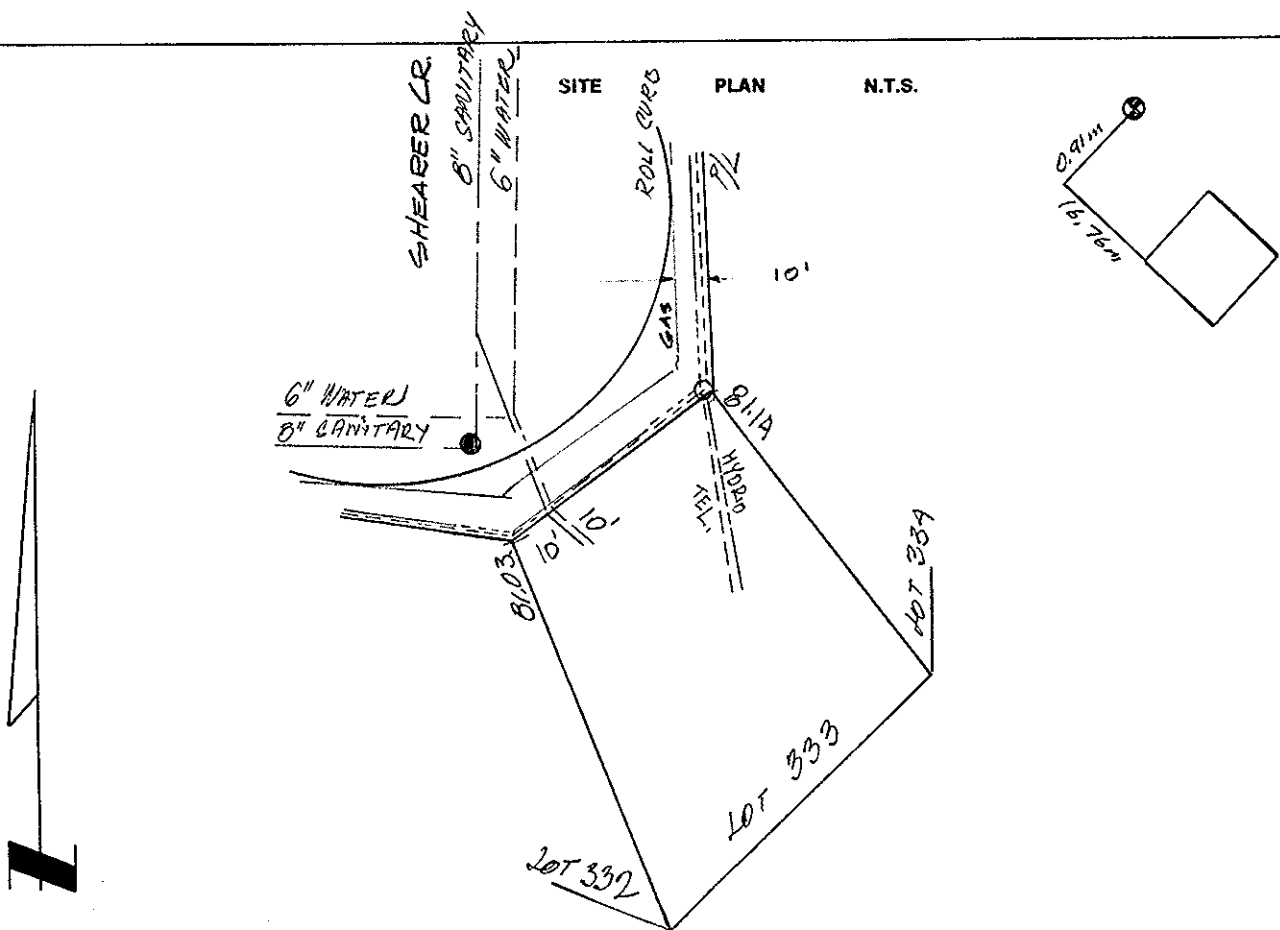 SITE PLAN N.T.S.
SHEARER CR.
8" SANITARY
6" WATER
ROLL CURB
P/L
0.91m
16.76m
10'
GAS
6" WATER
8" SANITARY
81.14
HYDRO
TEL.
10'
10'
81.03
LOT 334
LOT 333
LOT 332